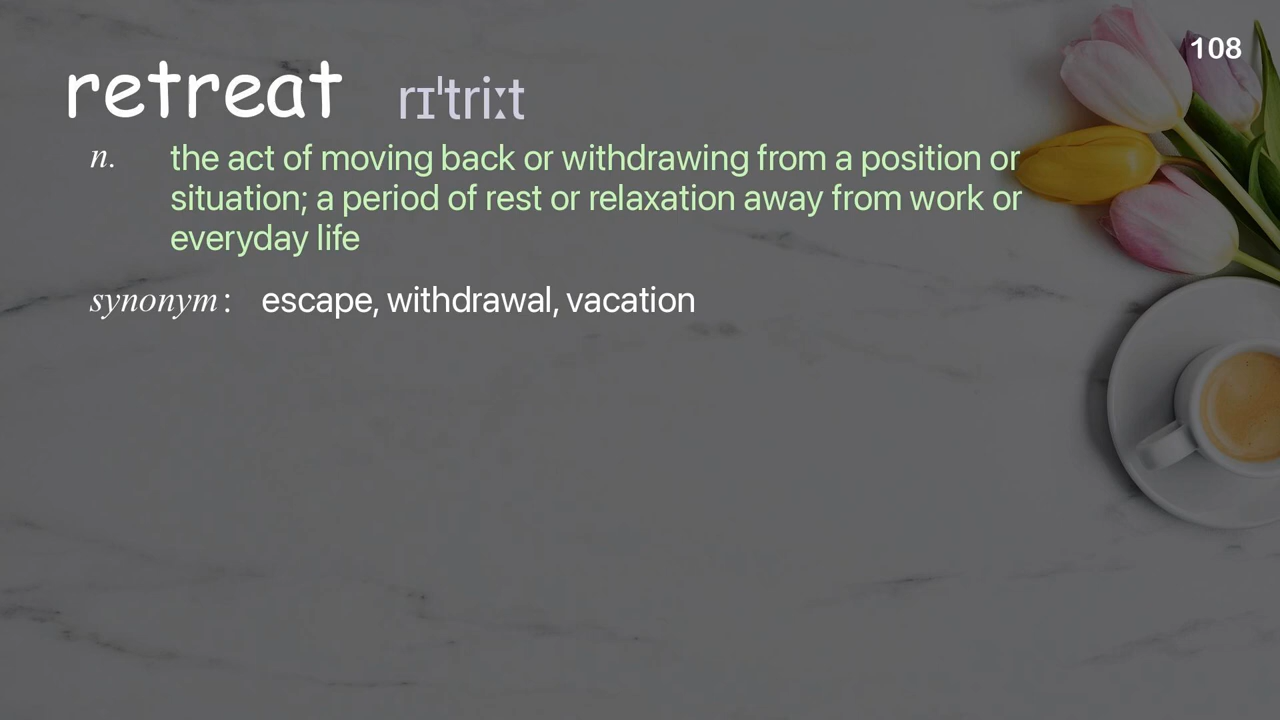 108
retreat rɪˈtriːt
n. the act of moving back or withdrawing from a position or
situation; a period of rest or relaxation away from work or
everyday life
synonym: escape, withdrawal, vacation